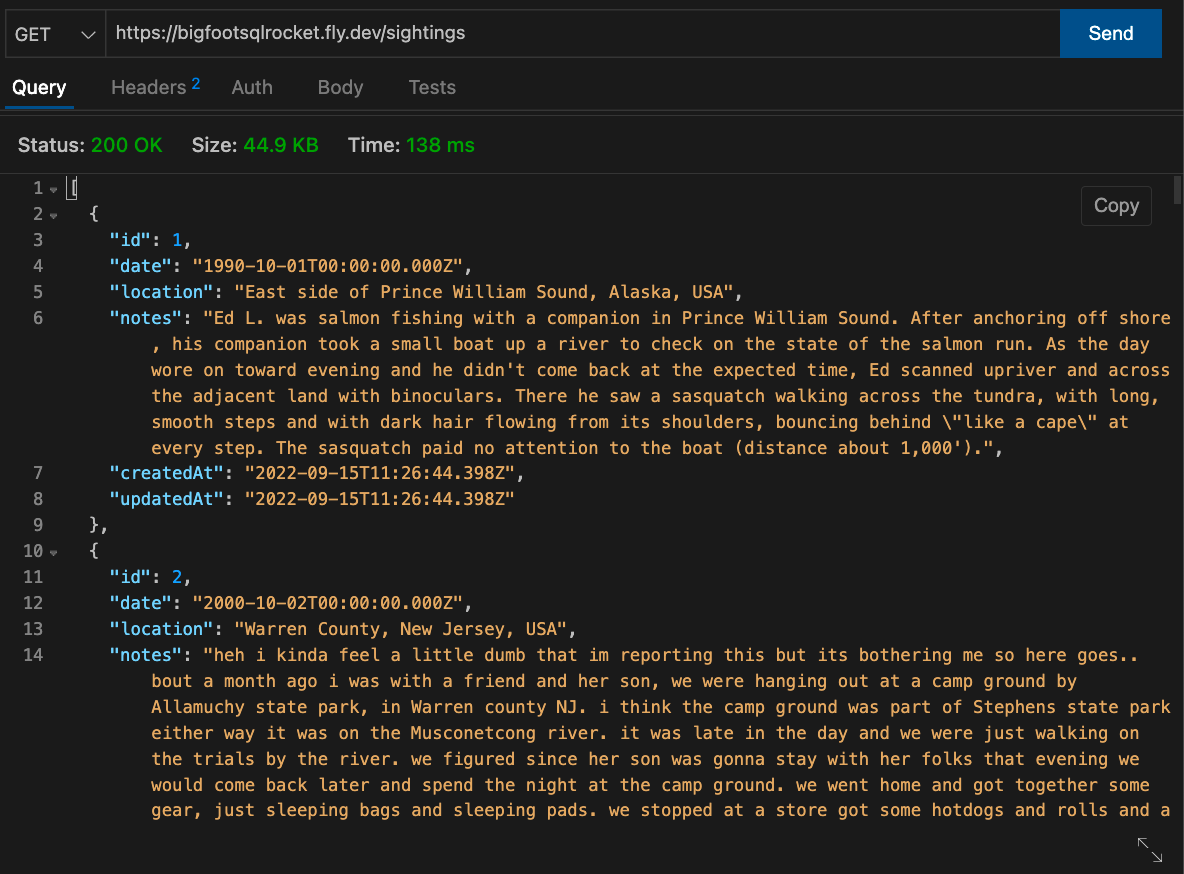 GET https://bigfootsqlrocket.fly.dev/sightings Send
Query Headers 2 Auth Body Tests
Status: 200 OK Size: 44.9 KB Time: 138 ms
Copy
1 [
2 {
3 "id": 1,
4 "date": "1990-10-01T00:00:00.000Z",
5 "location": "East side of Prince William Sound, Alaska, USA",
6 "notes": "Ed L. was salmon fishing with a companion in Prince William Sound. After anchoring off shore
, his companion took a small boat up a river to check on the state of the salmon run. As the day
wore on toward evening and he didn't come back at the expected time, Ed scanned upriver and across
the adjacent land with binoculars. There he saw a sasquatch walking across the tundra, with long,
smooth steps and with dark hair flowing from its shoulders, bouncing behind \"like a cape\" at
every step. The sasquatch paid no attention to the boat (distance about 1,000').",
7 "createdAt": "2022-09-15T11:26:44.398Z",
8 "updatedAt": "2022-09-15T11:26:44.398Z"
9 },
10 {
11 "id": 2,
12 "date": "2000-10-02T00:00:00.000Z",
13 "location": "Warren County, New Jersey, USA",
14 "notes": "heh i kinda feel a little dumb that im reporting this but its bothering me so here goes..
bout a month ago i was with a friend and her son, we were hanging out at a camp ground by
Allamuchy state park, in Warren county NJ. i think the camp ground was part of Stephens state park
either way it was on the Musconetcong river. it was late in the day and we were just walking on
the trials by the river. we figured since her son was gonna stay with her folks that evening we
would come back later and spend the night at the camp ground. we went home and got together some
gear, just sleeping bags and sleeping pads. we stopped at a store got some hotdogs and rolls and a